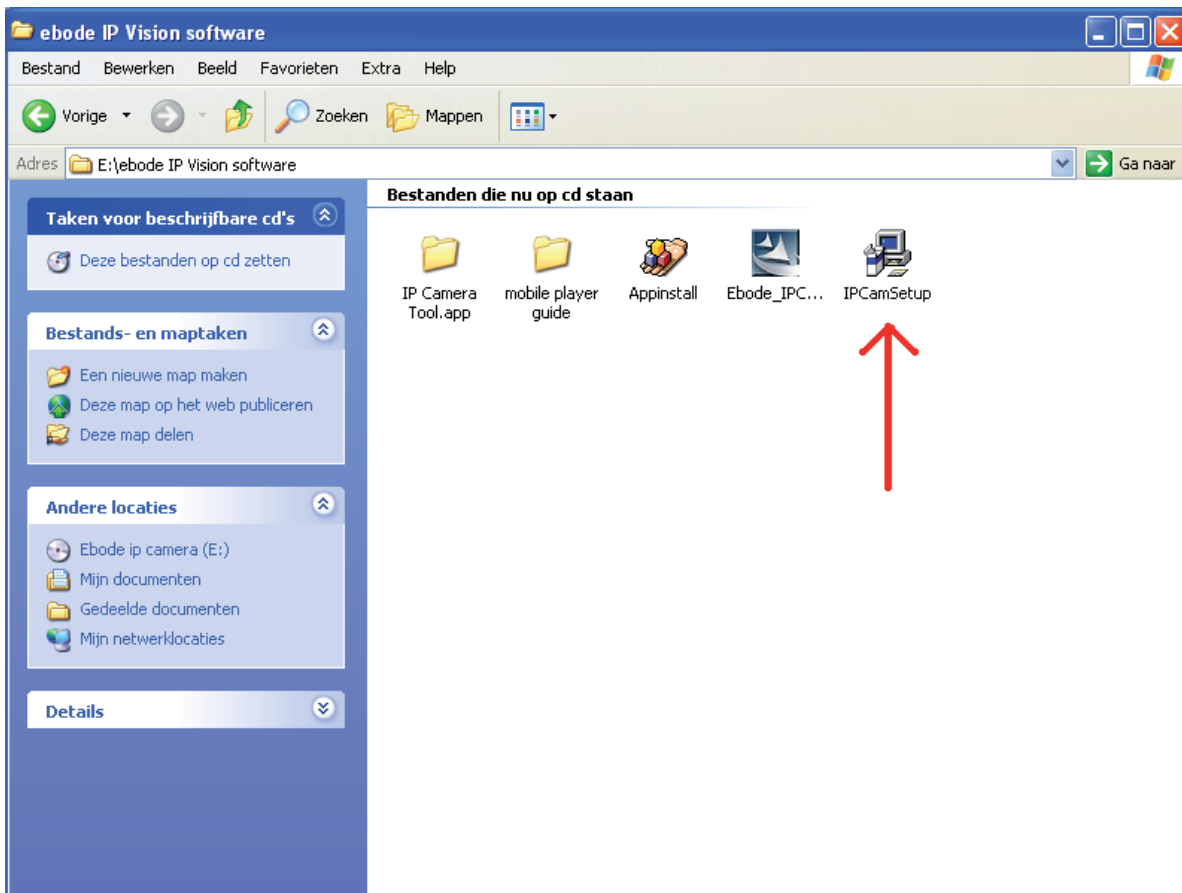 ebode IP Vision software
Bestand Bewerken Beeld Favorieten Extra Help
Vorige Zoeken Mappen
Adres E:\ebode IP Vision software Ga naar
Taken voor beschrijfbare cd's
Deze bestanden op cd zetten
Bestands- en maptaken
Een nieuwe map maken
Deze map op het web publiceren
Deze map delen
Andere locaties
Ebode ip camera (E:)
Mijn documenten
Gedeelde documenten
Mijn netwerklocaties
Details
Bestanden die nu op cd staan
IP Camera
Tool.app
mobile player
guide
Appinstall
Ebode_IPC...
IPCamSetup